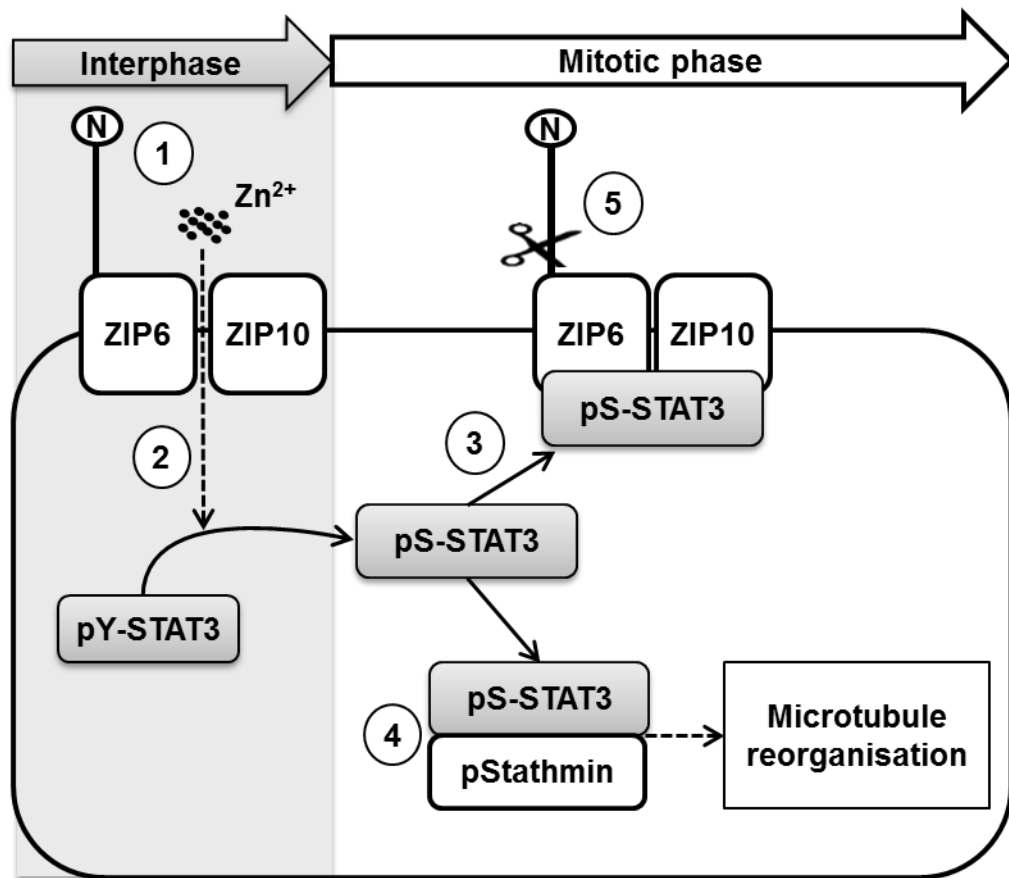 Interphase
Mitotic phase
N
1
Zn²⁺
N
5
ZIP6
ZIP10
ZIP6
ZIP10
pS-STAT3
2
3
pS-STAT3
pY-STAT3
pS-STAT3
4
pStathmin
Microtubule
reorganisation